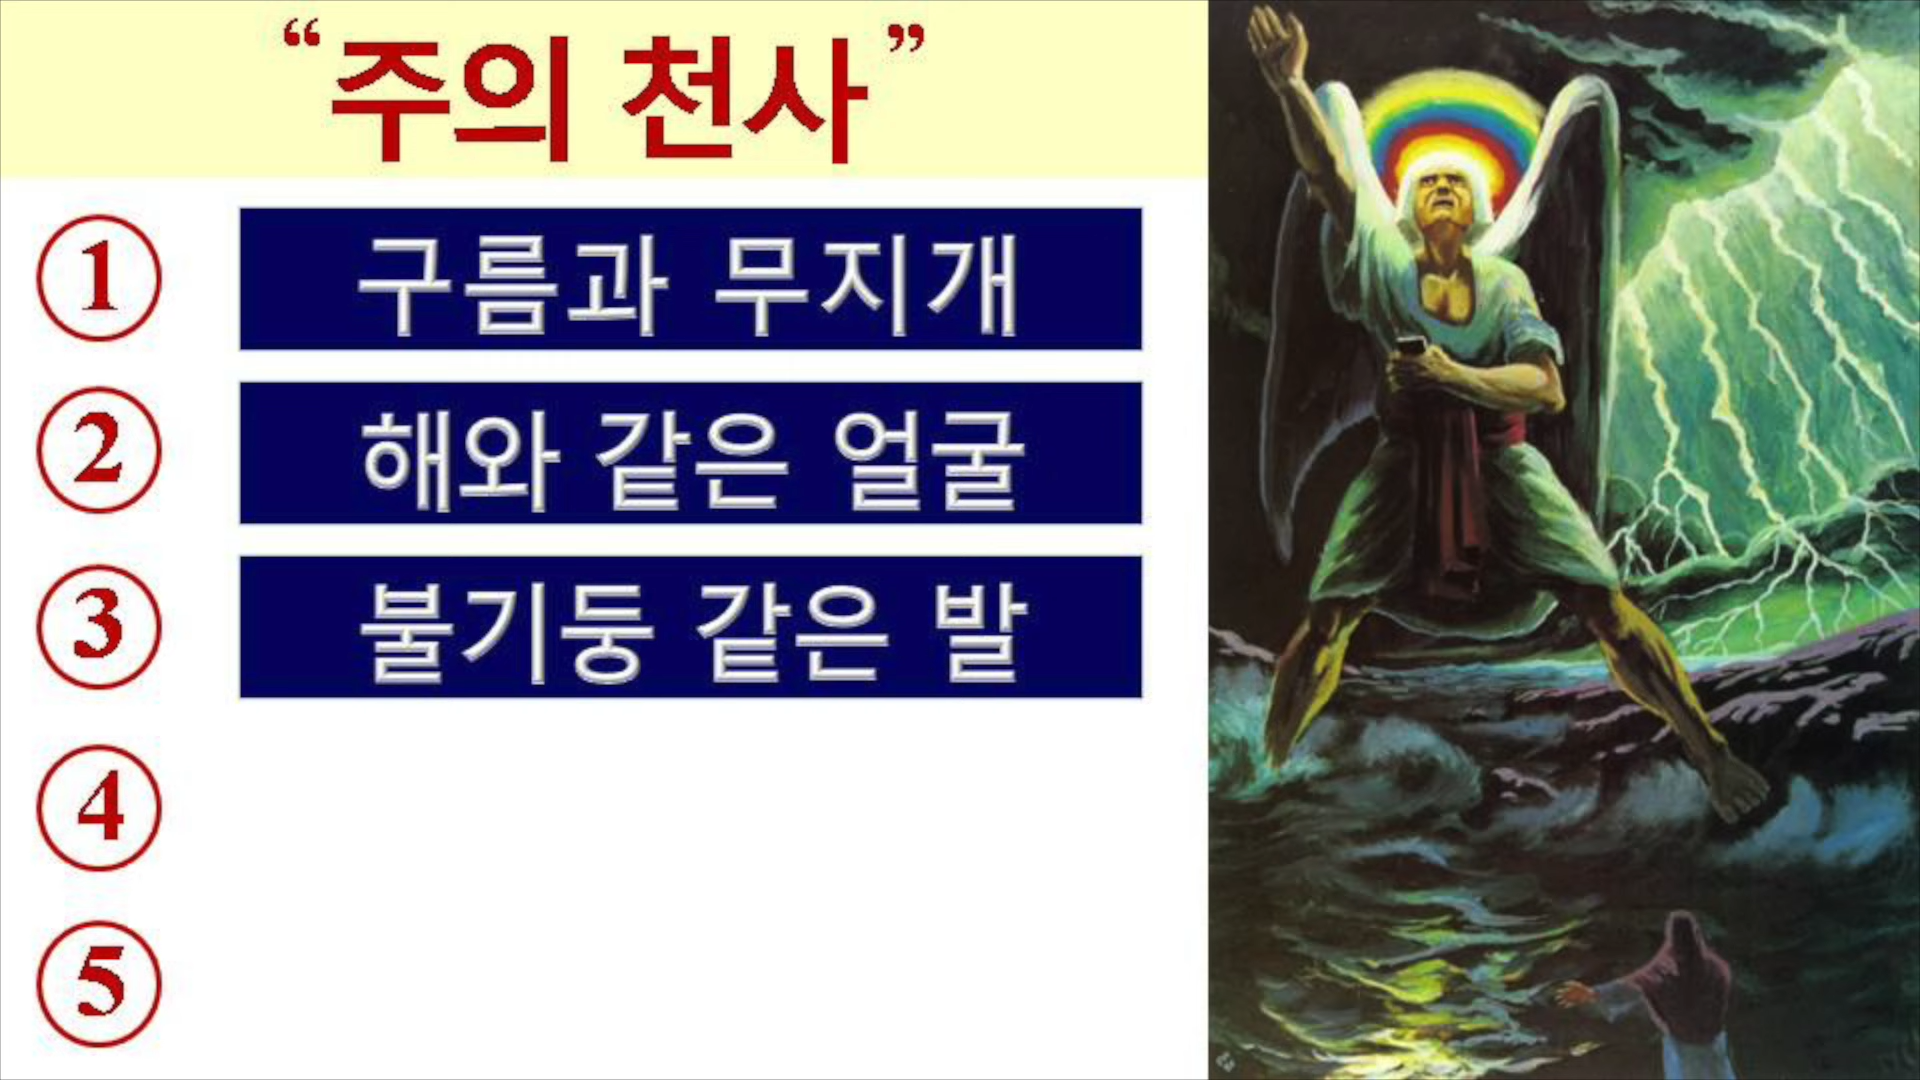 “주의 천사”
① 구름과 무지개
② 해와 같은 얼굴
③ 불기둥 같은 발
④
⑤